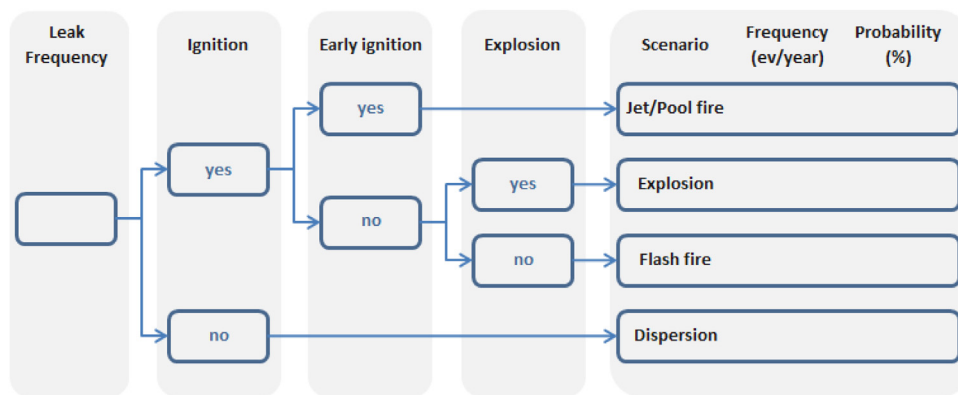 Leak
Frequency
Ignition
Early ignition
Explosion
Scenario
Frequency
(ev/year)
Probability
(%)
yes
Jet/Pool fire
yes
yes
Explosion
no
no
Flash fire
no
Dispersion